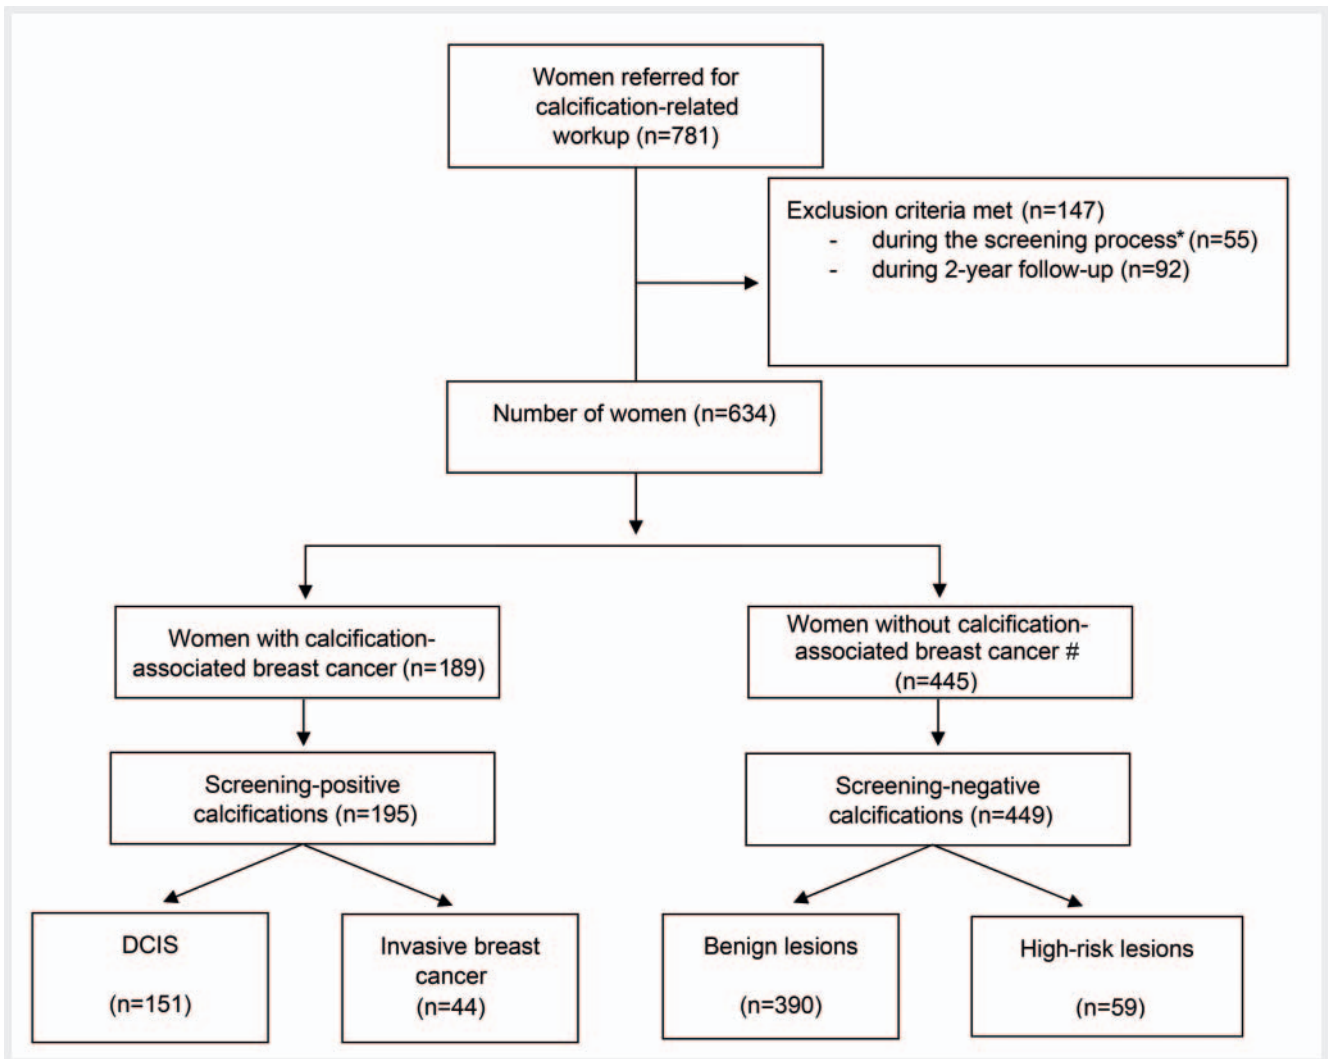 Women referred for
calcification-related
workup (n=781)
Exclusion criteria met (n=147)
- during the screening process* (n=55)
- during 2-year follow-up (n=92)
Number of women (n=634)
Women with calcification-
associated breast cancer (n=189)
Women without calcification-
associated breast cancer #
(n=445)
Screening-positive
calcifications (n=195)
Screening-negative
calcifications (n=449)
DCIS
(n=151)
Invasive breast
cancer
(n=44)
Benign lesions
(n=390)
High-risk lesions
(n=59)